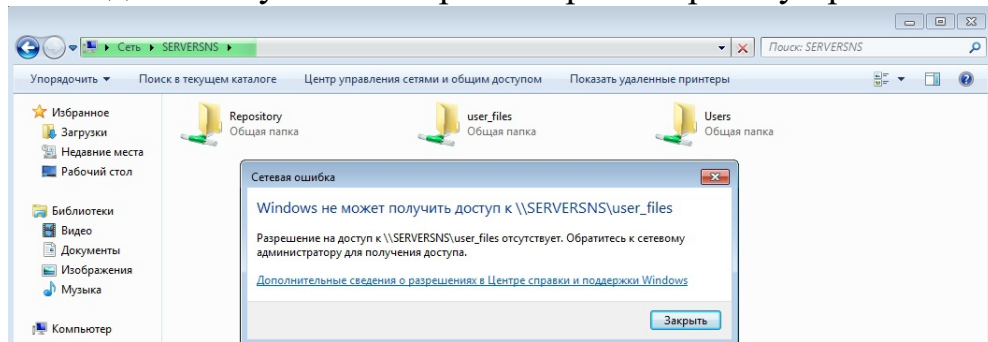 Сеть ▸ SERVERSNS ▸
Поиск: SERVERSNS
Упорядочить ▾ Поиск в текущем каталоге Центр управления сетями и общим доступом Показать удаленные принтеры
Избранное
Загрузки
Недавние места
Рабочий стол
Библиотеки
Видео
Документы
Изображения
Музыка
Компьютер
Repository
Общая папка
user_files
Общая папка
Users
Общая папка
Сетевая ошибка
Windows не может получить доступ к \\SERVERSNS\user_files
Разрешение на доступ к \\SERVERSNS\user_files отсутствует. Обратитесь к сетевому
администратору для получения доступа.
Дополнительные сведения о разрешениях в Центре справки и поддержки Windows
Закрыть